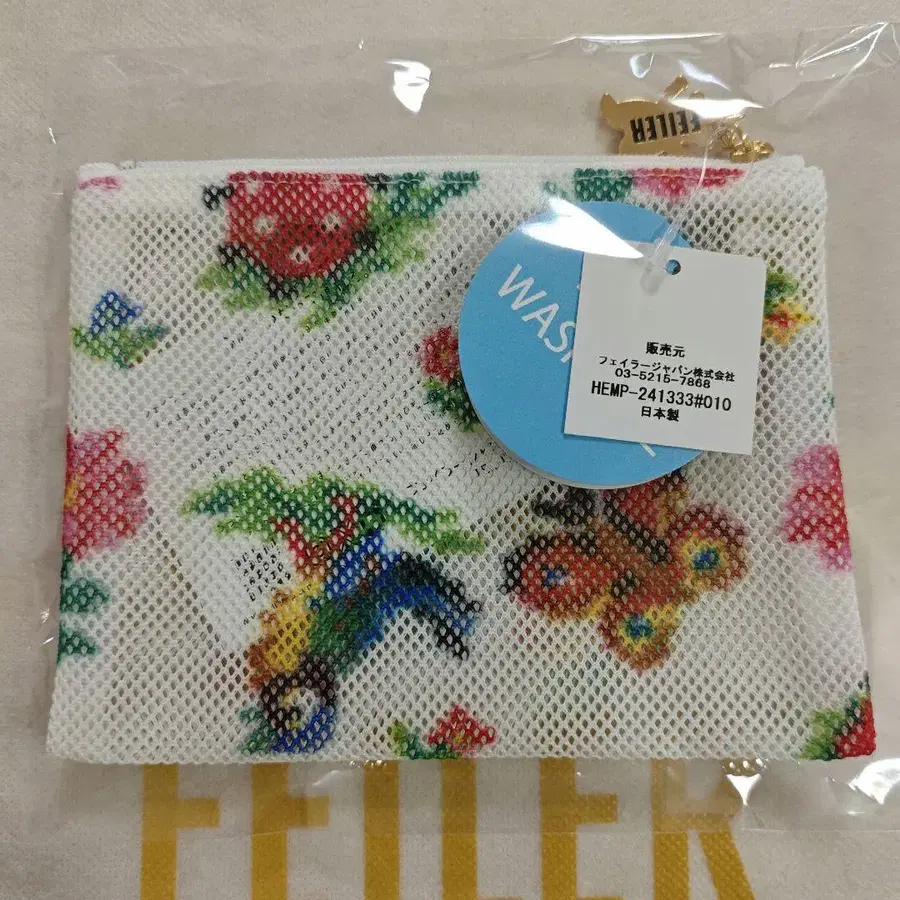 FEILER
WAS
販売元
フェイラージャパン株式会社
03-5215-7868
HEMP-241333#010
日本製
FEILER